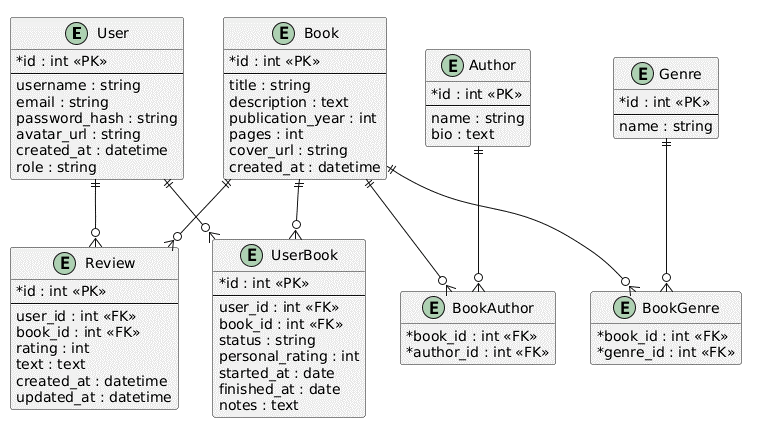 E User
*id : int «PK»
username : string
email : string
password_hash : string
avatar_url : string
created_at : datetime
role : string
E Book
*id : int «PK»
title : string
description : text
publication_year : int
pages : int
cover_url : string
created_at : datetime
E Author
*id : int «PK»
name : string
bio : text
E Genre
*id : int «PK»
name : string
E Review
*id : int «PK»
user_id : int «FK»
book_id : int «FK»
rating : int
text : text
created_at : datetime
updated_at : datetime
E UserBook
*id : int «PK»
user_id : int «FK»
book_id : int «FK»
status : string
personal_rating : int
started_at : date
finished_at : date
notes : text
E BookAuthor
*book_id : int «FK»
*author_id : int «FK»
E BookGenre
*book_id : int «FK»
*genre_id : int «FK»